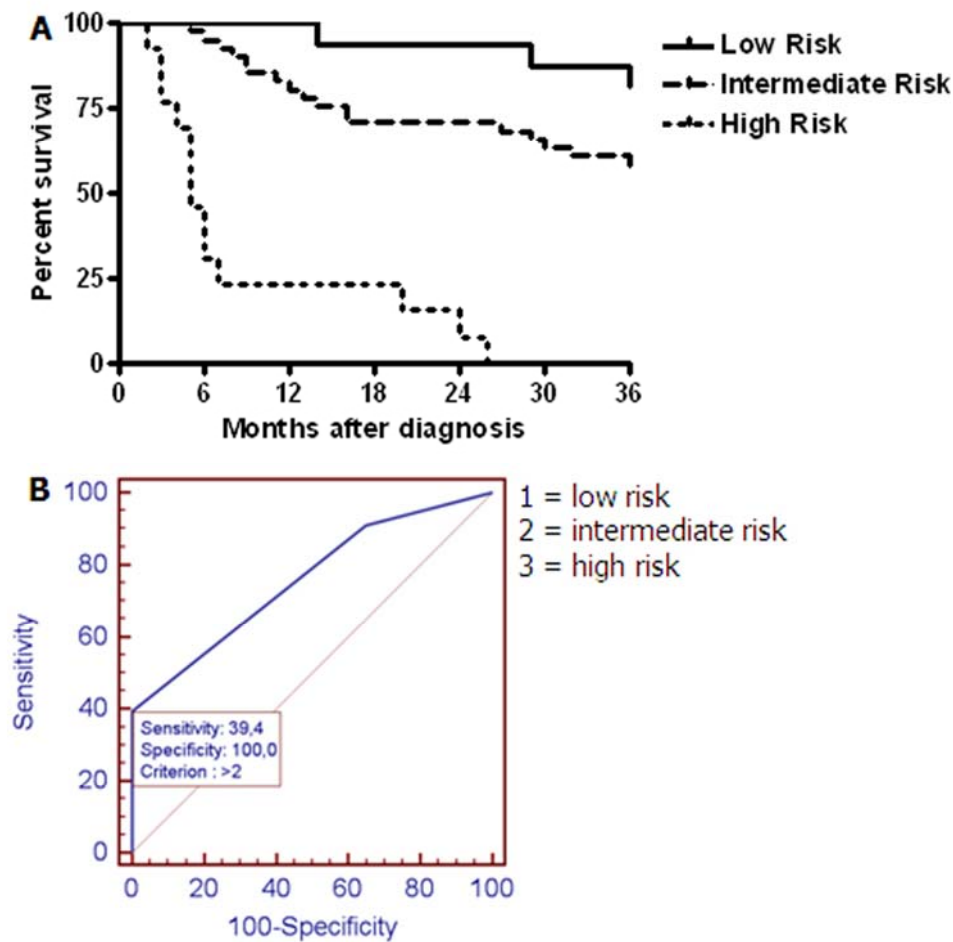 A
Percent survival
100
75
50
25
0
0 6 12 18 24 30 36
Months after diagnosis
Low Risk
Intermediate Risk
High Risk
B
Sensitivity
100
80
60
40
20
0
Sensitivity: 39,4
Specificity: 100,0
Criterion : >2
0 20 40 60 80 100
100-Specificity
1 = low risk
2 = intermediate risk
3 = high risk